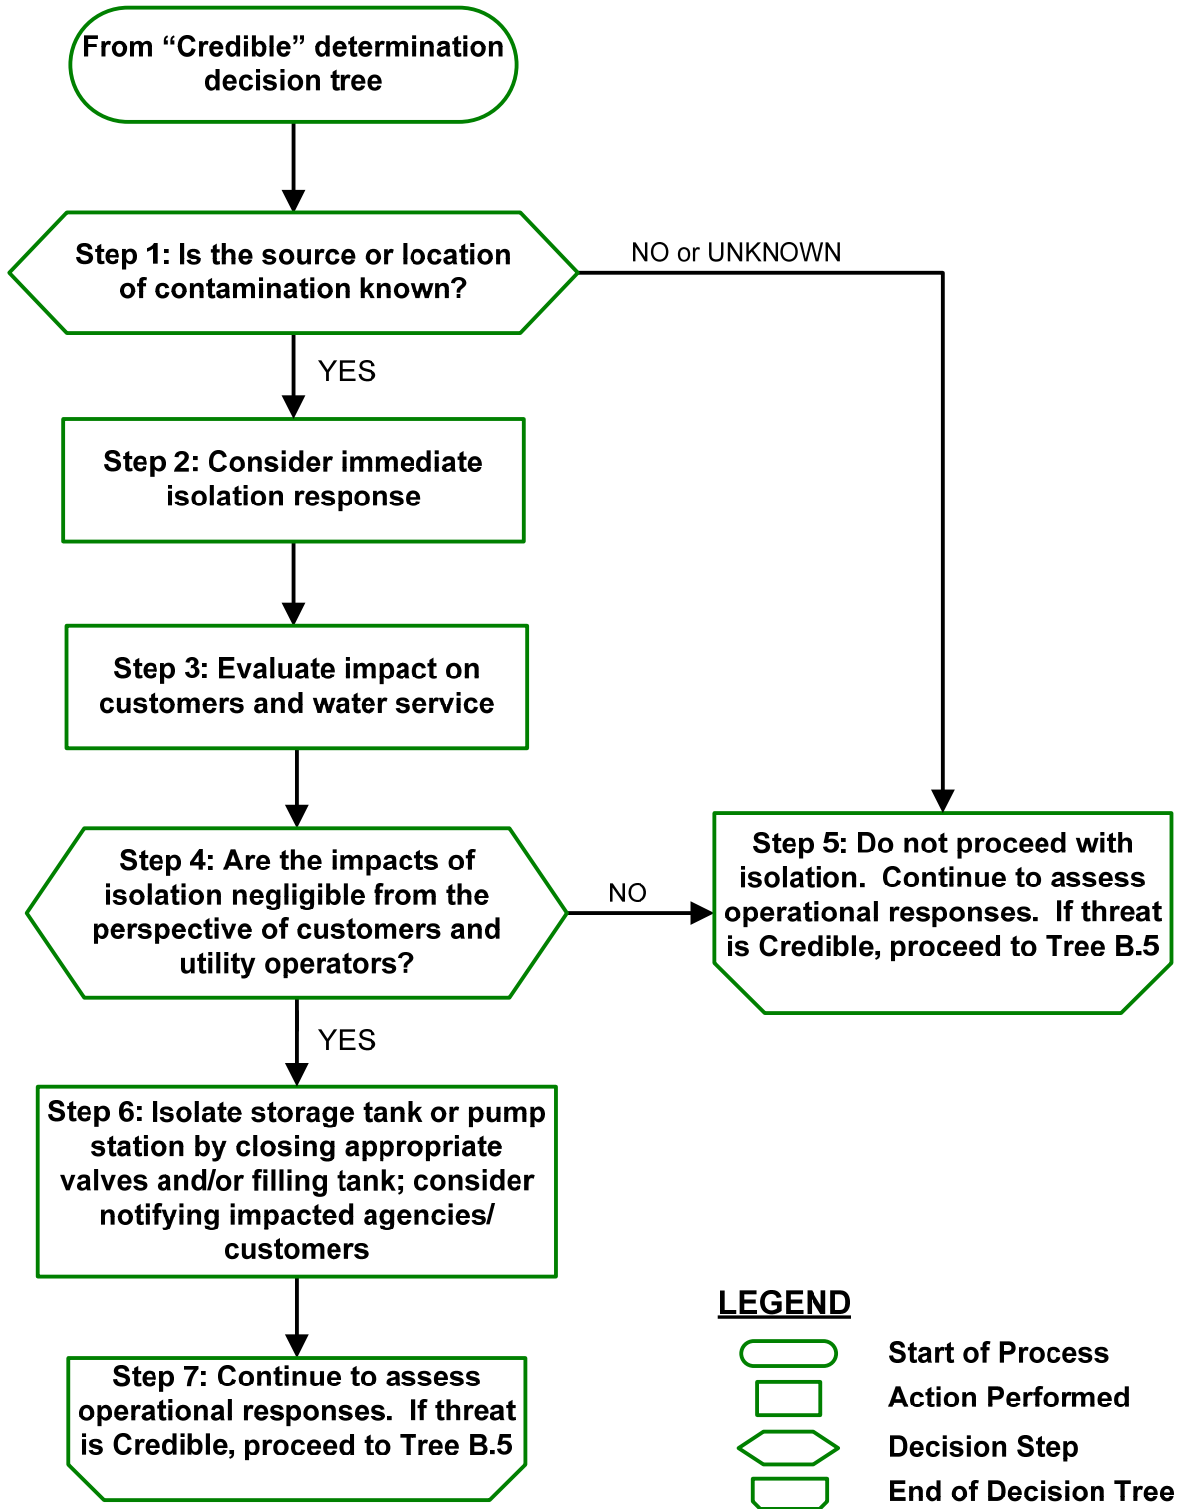 From “Credible” determination
decision tree
Step 1: Is the source or location
of contamination known?
NO or UNKNOWN
YES
Step 2: Consider immediate
isolation response
Step 3: Evaluate impact on
customers and water service
Step 4: Are the impacts of
isolation negligible from the
perspective of customers and
utility operators?
NO
Step 5: Do not proceed with
isolation.  Continue to assess
operational responses.  If threat
is Credible, proceed to Tree B.5
YES
Step 6: Isolate storage tank or pump
station by closing appropriate
valves and/or filling tank; consider
notifying impacted agencies/
customers
Step 7: Continue to assess
operational responses.  If threat
is Credible, proceed to Tree B.5
LEGEND
Start of Process
Action Performed
Decision Step
End of Decision Tree